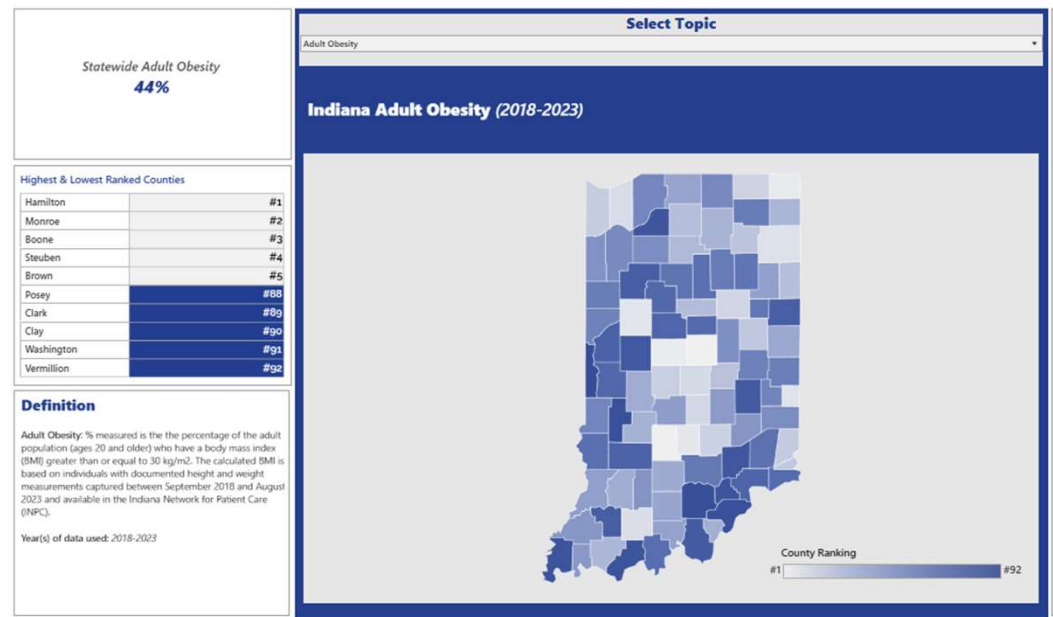 Statewide Adult Obesity
44%
Highest & Lowest Ranked Counties
Hamilton #1
Monroe #2
Boone #3
Steuben #4
Brown #5
Posey #88
Clark #89
Clay #90
Washington #91
Vermillion #92
Definition
Adult Obesity: % measured is the the percentage of the adult
population (ages 20 and older) who have a body mass index
(BMI) greater than or equal to 30 kg/m2. The calculated BMI is
based on individuals with documented height and weight
measurements captured between September 2018 and August
2023 and available in the Indiana Network for Patient Care
(INPC).
Year(s) of data used: 2018-2023
Select Topic
Adult Obesity
Indiana Adult Obesity (2018-2023)
County Ranking
#1 #92